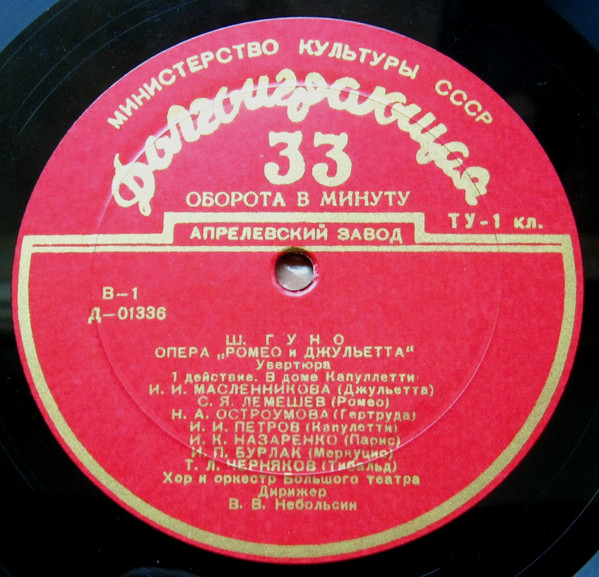 МИНИСТЕРСТВО КУЛЬТУРЫ СССР
Долгоиграющая
33
ОБОРОТА В МИНУТУ
ТУ-1 кл.
АПРЕЛЕВСКИЙ ЗАВОД
В-1
Д-01336
Ш. ГУНО
ОПЕРА „РОМЕО и ДЖУЛЬЕТТА“
Увертюра
1 действие. В доме Капуллетти
И. И. МАСЛЕННИКОВА (Джульетта)
С. Я. ЛЕМЕШЕВ (Ромео)
Н. А. ОСТРОУМОВА (Гертруда)
И. И. ПЕТРОВ (Капулетти)
И. К. НАЗАРЕНКО (Парис)
И. П. БУРЛАК (Меркуцио)
Т. Л. ЧЕРНЯКОВ (Тибальд)
Хор и оркестр Большого театра
Дирижер
В. В. Небольсин